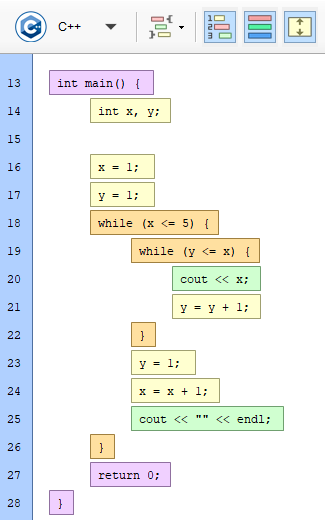 C++
13 int main() {
14 int x, y;
15
16 x = 1;
17 y = 1;
18 while (x <= 5) {
19 while (y <= x) {
20 cout << x;
21 y = y + 1;
22 }
23 y = 1;
24 x = x + 1;
25 cout << "" << endl;
26 }
27 return 0;
28 }